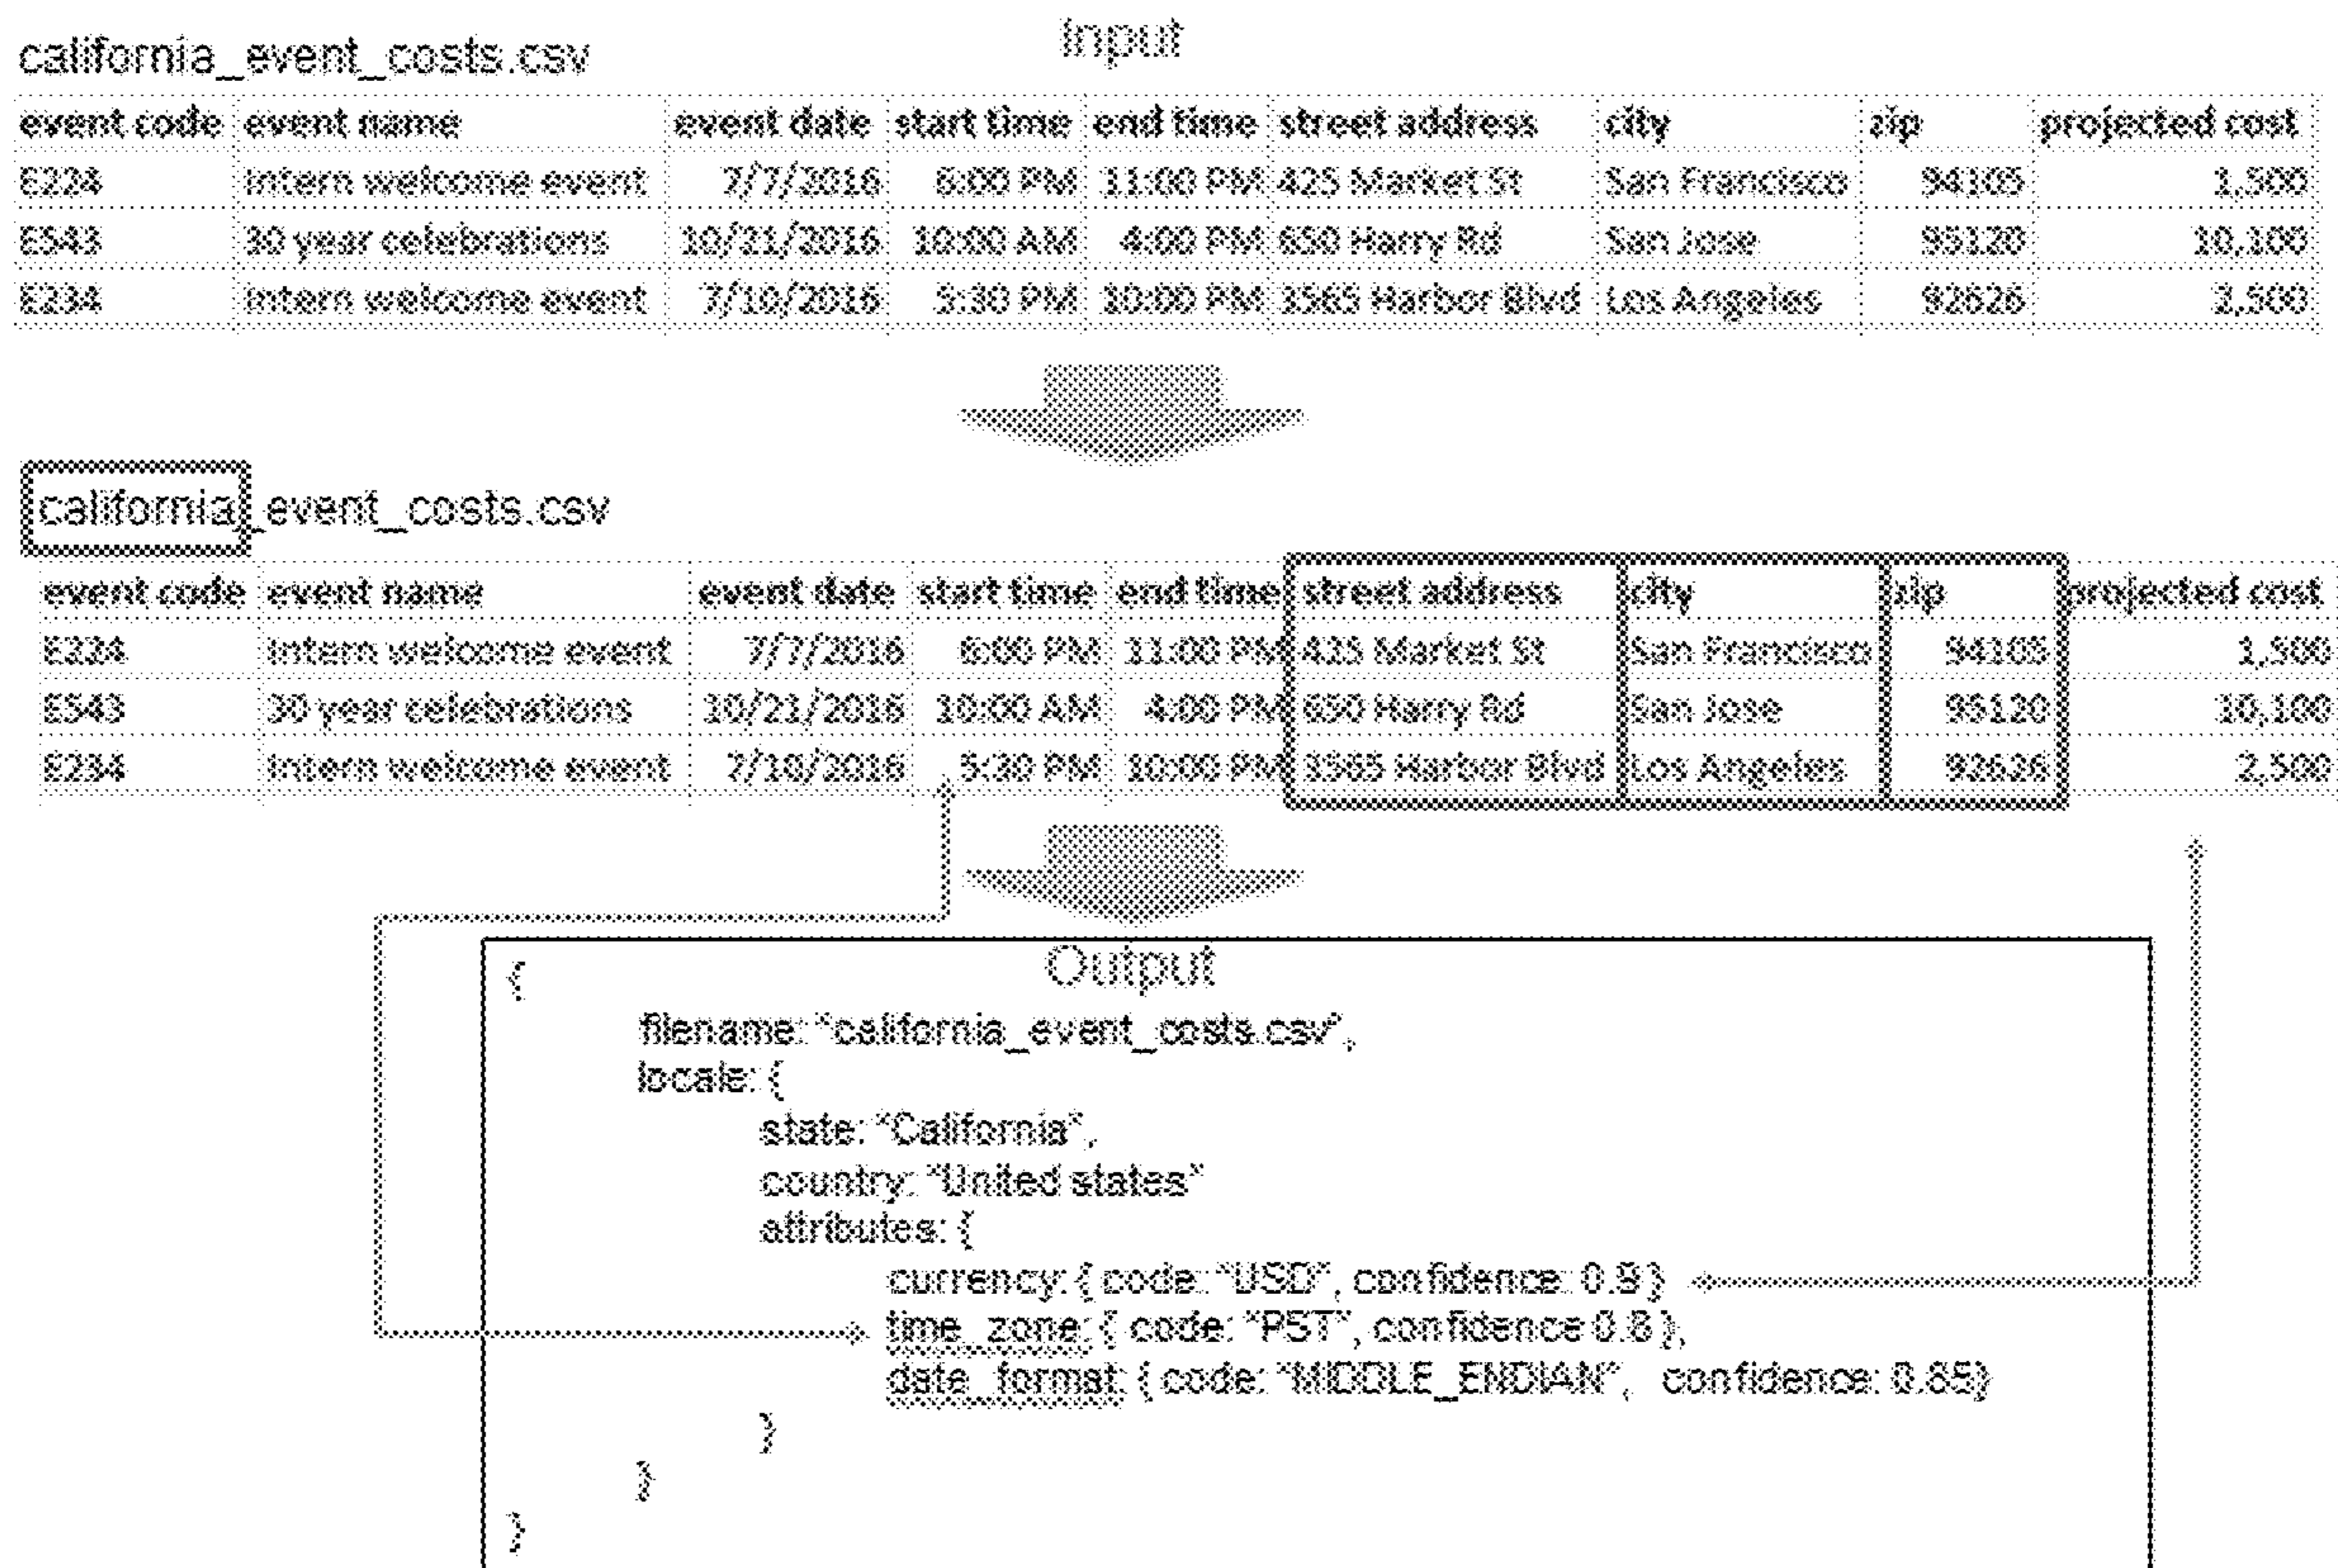 Input
california_event_costs.csv
event code event name event date start time end time street address city zip projected cost
E224 Intern welcome event 7/7/2016 6:00 PM 11:00 PM 425 Market St San Francisco 94105 1,500
E543 30 year celebrations 10/21/2016 10:00 AM 4:00 PM 650 Harry Rd San Jose 95120 10,100
E234 Intern welcome event 7/10/2016 5:30 PM 10:00 PM Harbor Blvd Los Angeles 92626 2,500
california_event_costs.csv
event code event name event date start time end time street address city zip projected cost
E224 Intern welcome event 7/7/2016 6:00 PM 11:00 PM 425 Market St San Francisco 94105 1,500
E543 30 year celebrations 10/21/2016 10:00 AM 4:00 PM 650 Harry Rd San Jose 95120 10,100
E234 Intern welcome event 7/10/2016 5:30 PM 10:00 PM Harbor Blvd Los Angeles 92626 2,500
Output
{
filename: "california_event_costs.csv",
locale: {
state: "California",
country: "United states"
attributes: {
currency: { code: "USD", confidence: 0.9 }
time_zone: { code: "PST", confidence 0.8 },
date_format: { code: "MIDDLE_ENDIAN", confidence: 0.85}
}
}
}